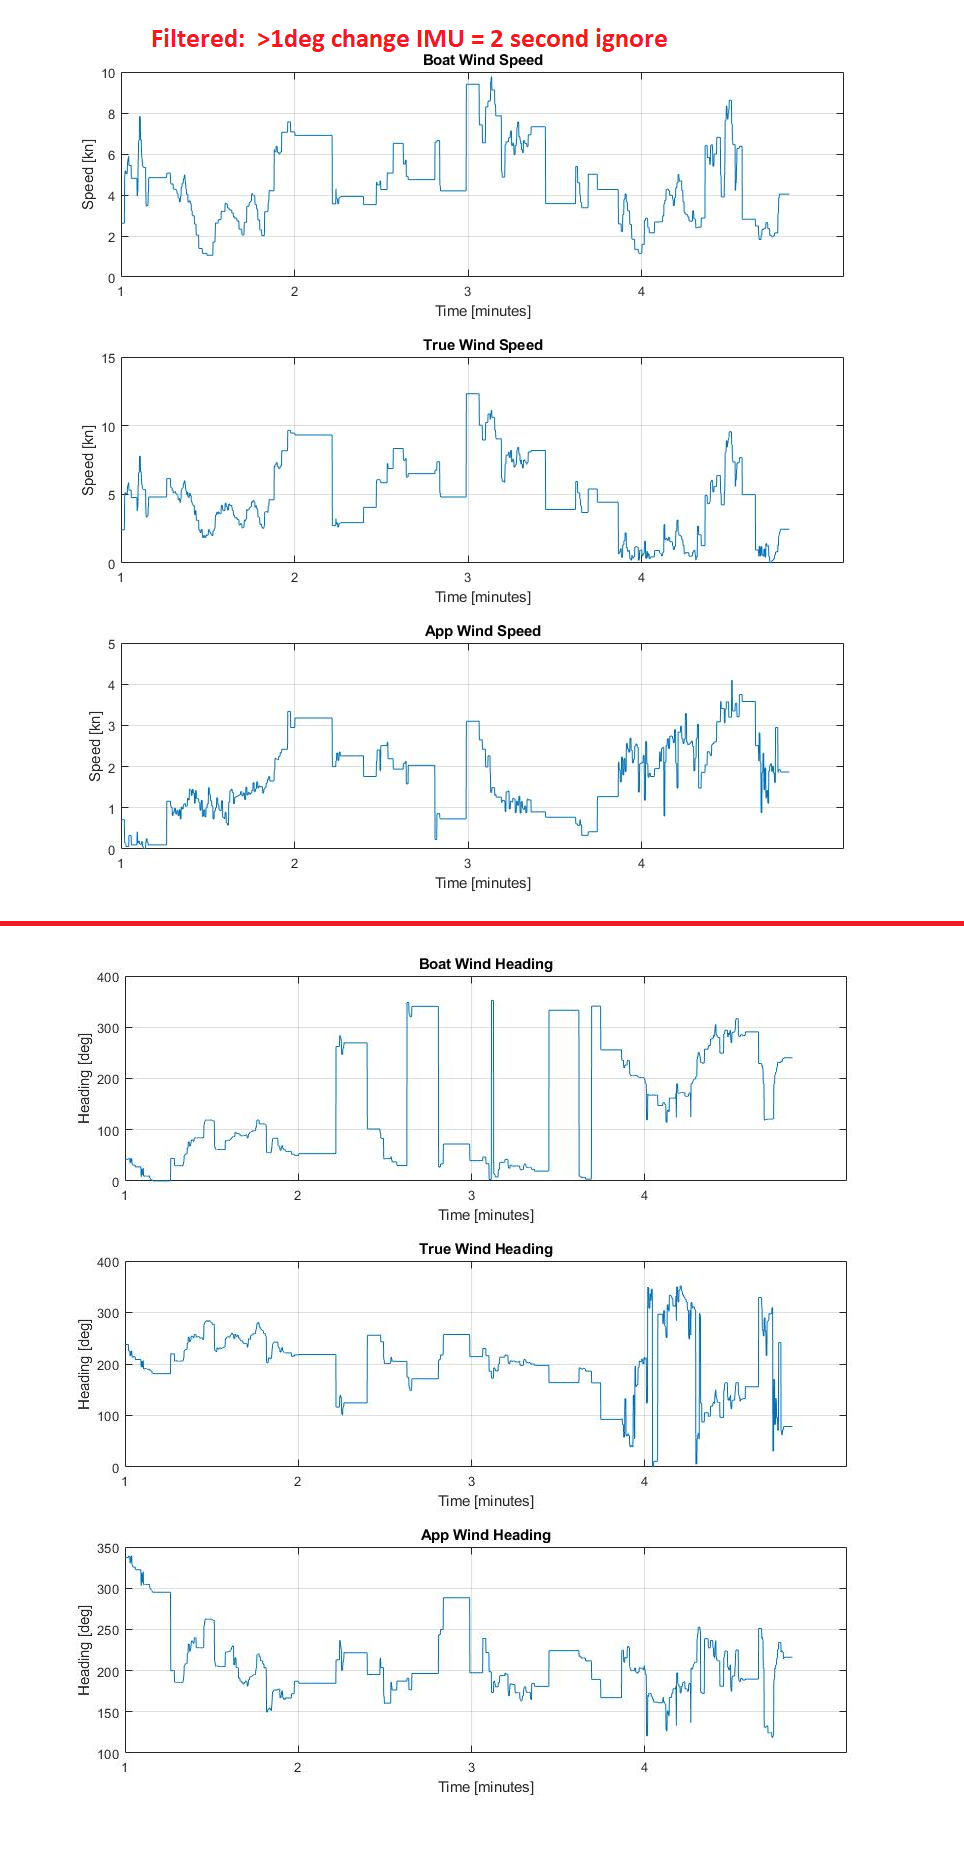 Filtered:  >1deg change IMU = 2 second ignore
Boat Wind Speed
10
8
6
4
2
0
Speed [kn]
1 2 3 4
Time [minutes]
True Wind Speed
15
10
5
0
Speed [kn]
1 2 3 4
Time [minutes]
App Wind Speed
5
4
3
2
1
0
Speed [kn]
1 2 3 4
Time [minutes]
Boat Wind Heading
400
300
200
100
0
Heading [deg]
1 2 3 4
Time [minutes]
True Wind Heading
400
300
200
100
0
Heading [deg]
1 2 3 4
Time [minutes]
App Wind Heading
350
300
250
200
150
100
Heading [deg]
1 2 3 4
Time [minutes]